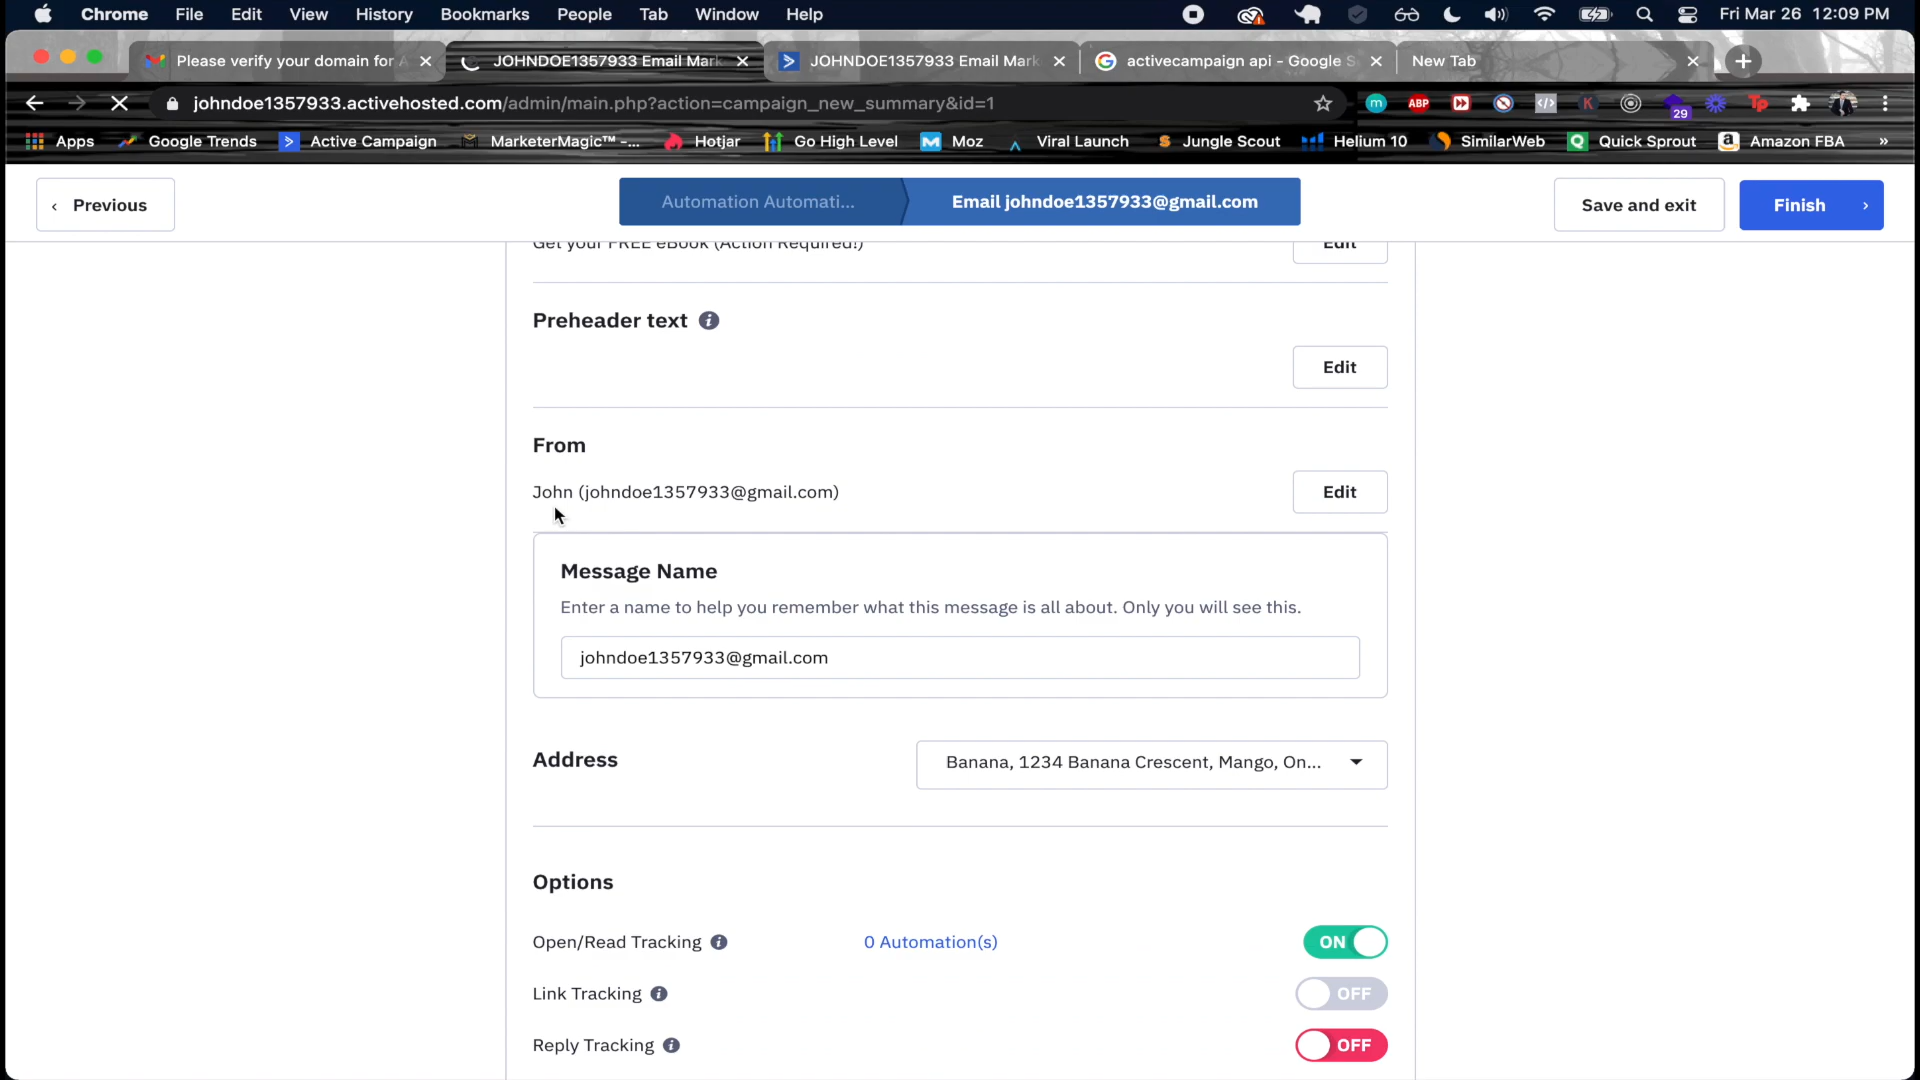 Chrome File Edit View History Bookmarks People Tab Window Help Fri Mar 26 12:09 PM
Please verify your domain for A JOHNDOE1357933 Email Mark JOHNDOE1357933 Email Mark activecampaign api - Google S New Tab
johndoe1357933.activehosted.com/admin/main.php?action=campaign_new_summary&id=1 m ABP K 29 Tp
Apps Google Trends Active Campaign MarketerMagic™ -... Hotjar Go High Level Moz Viral Launch Jungle Scout Helium 10 SimilarWeb Quick Sprout Amazon FBA »
‹ Previous Automation Automati... Email johndoe1357933@gmail.com Save and exit Finish ›
Get your FREE eBook (Action Required!) Edit
Preheader text
Edit
From
John (johndoe1357933@gmail.com) Edit
Message Name
Enter a name to help you remember what this message is all about. Only you will see this.
johndoe1357933@gmail.com
Address Banana, 1234 Banana Crescent, Mango, On...
Options
Open/Read Tracking 0 Automation(s) ON
Link Tracking OFF
Reply Tracking OFF